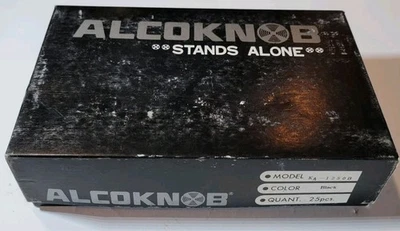 ALCOKNOB
STANDS ALONE
ALCOKNOB®
MODEL
COLOR Black
QUANT. 25pcs.